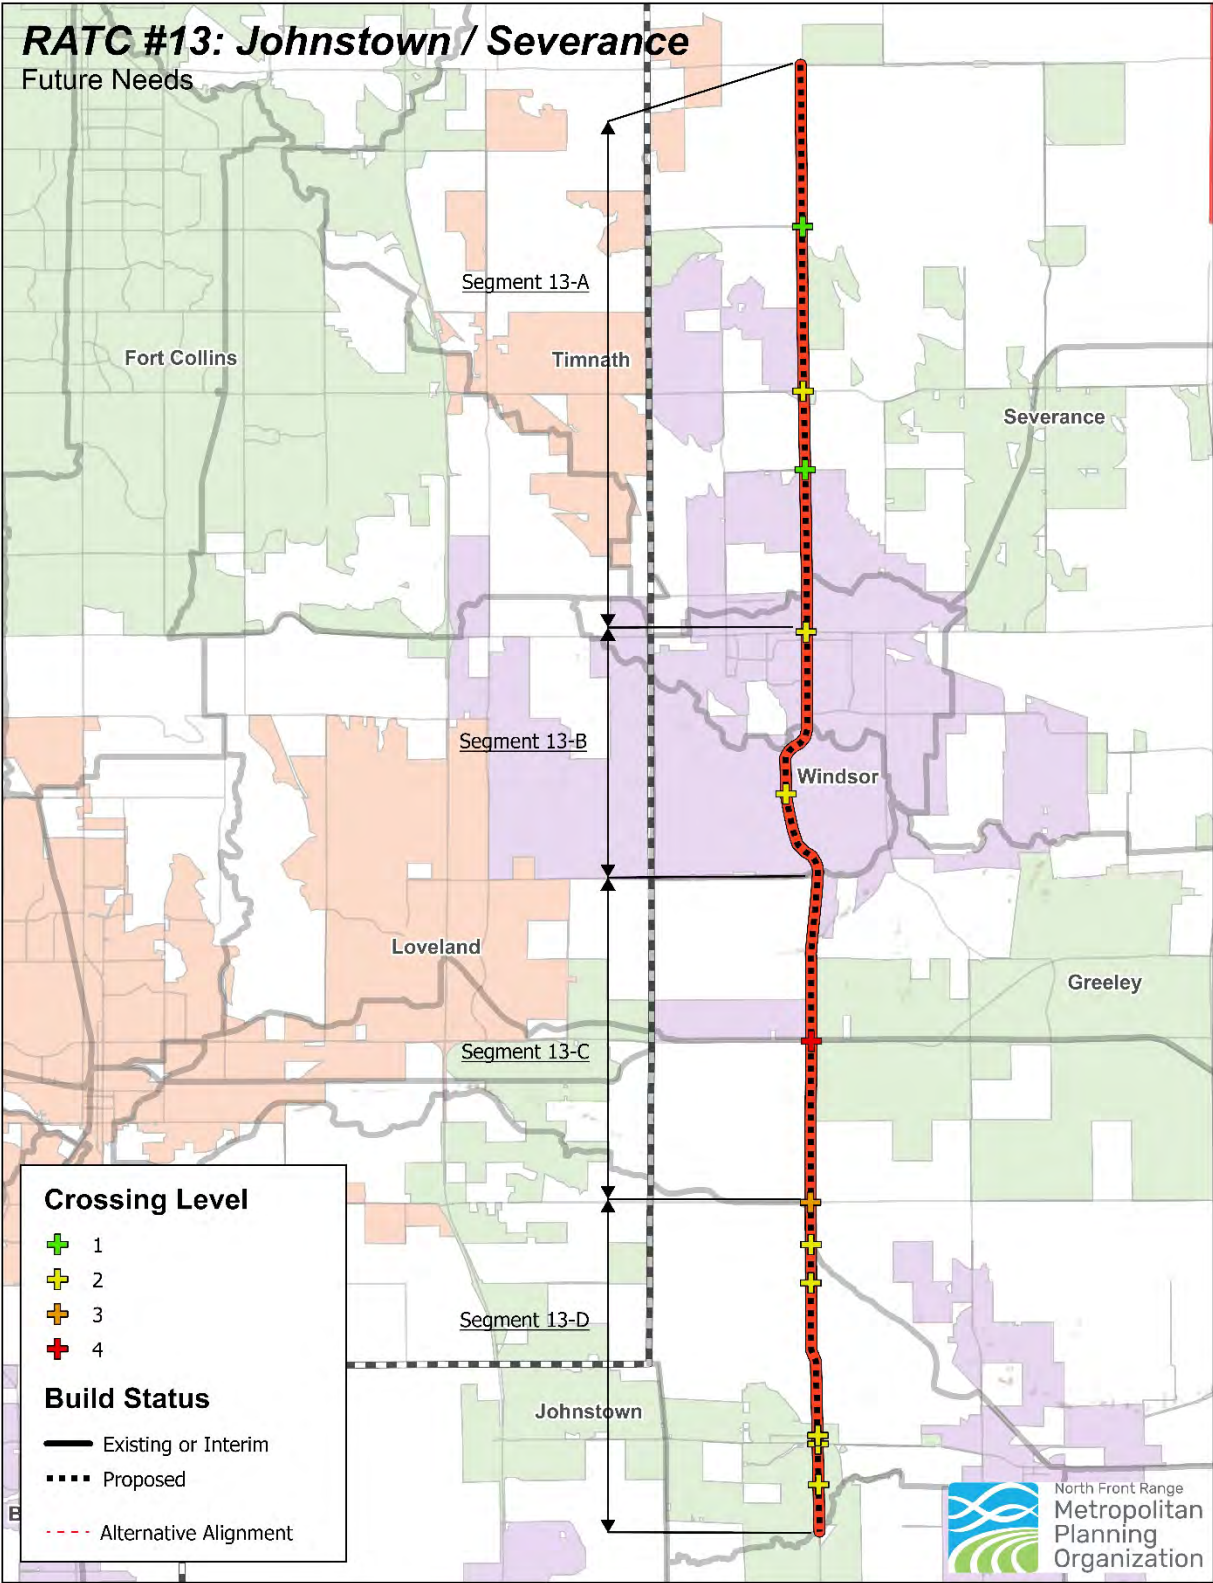 RATC #13: Johnstown / Severance
Future Needs
Segment 13-A
Fort Collins
Timnath
Severance
Segment 13-B
Windsor
Loveland
Greeley
Segment 13-C
Crossing Level
1
2
3
4
Segment 13-D
Build Status
Johnstown
Existing or Interim
Proposed
Alternative Alignment
B
North Front Range
Metropolitan
Planning
Organization